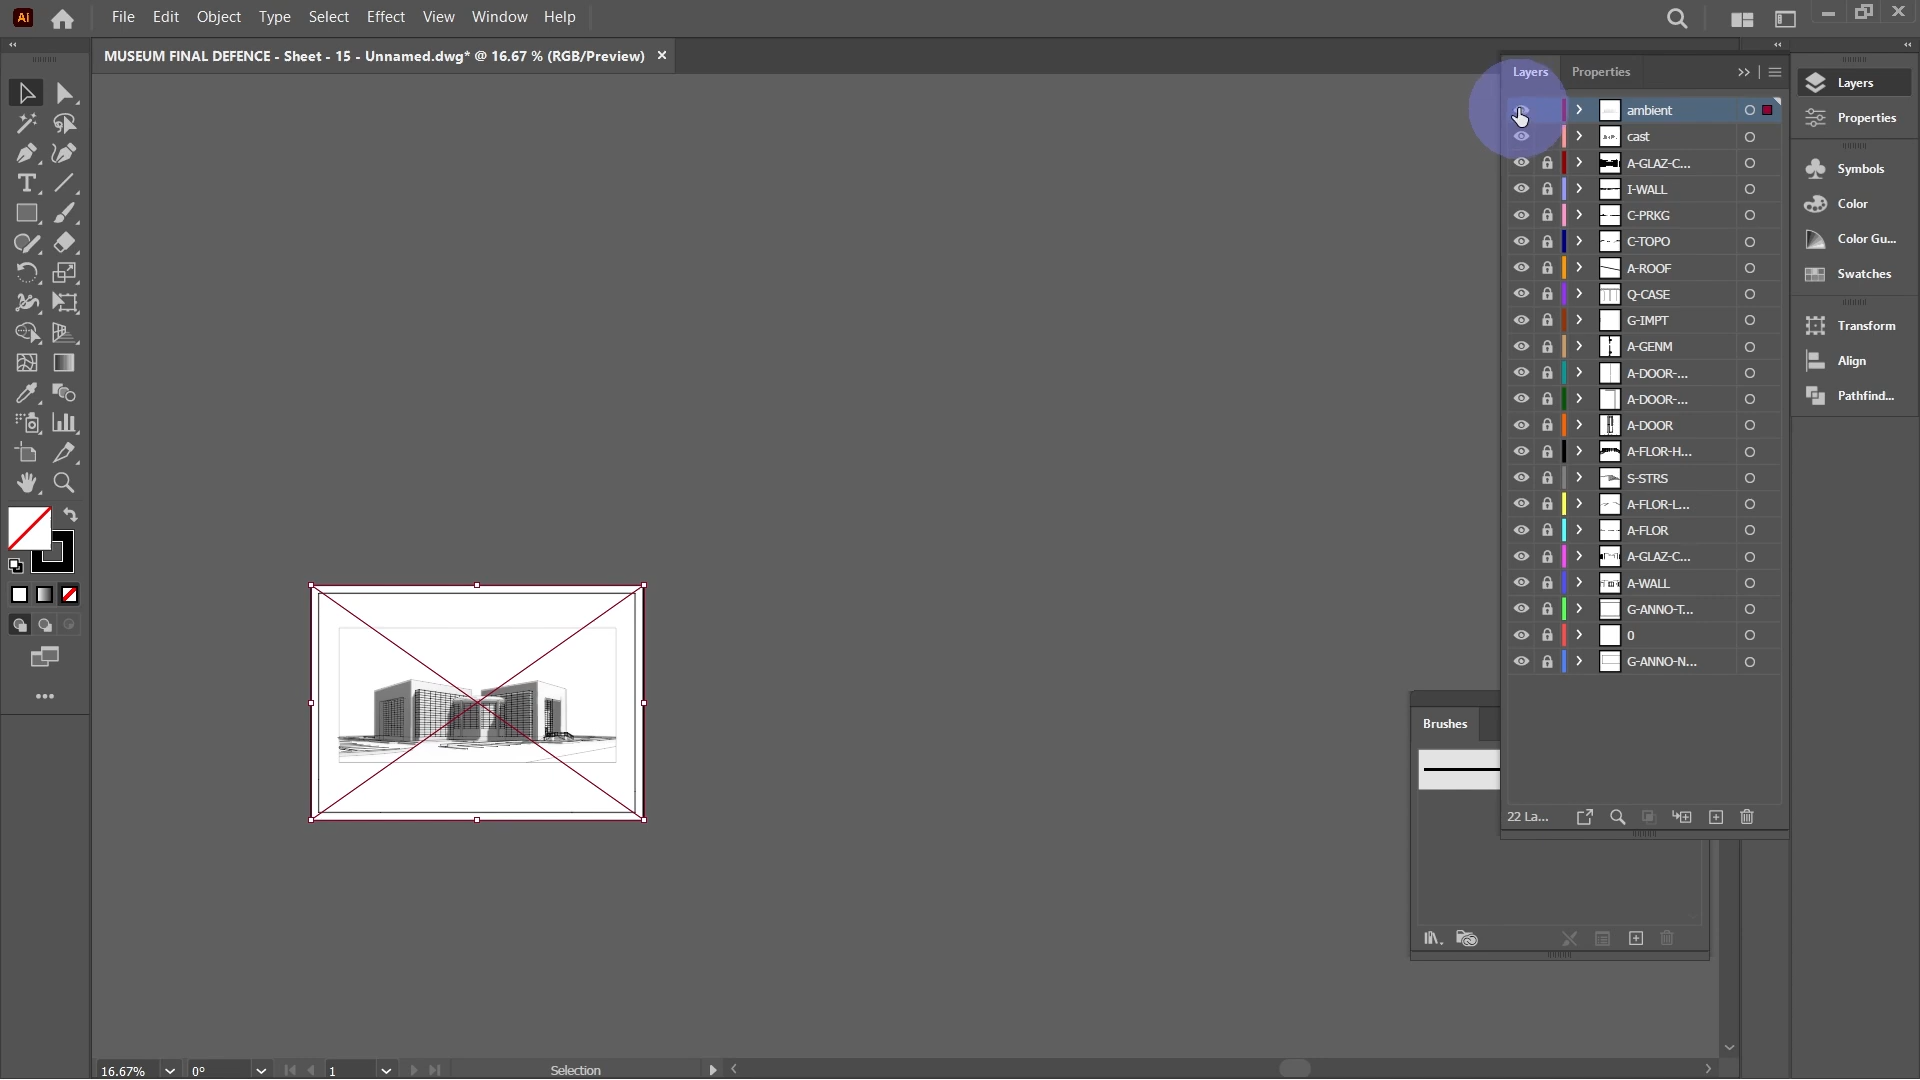 Ai
File Edit Object Type Select Effect View Window Help
MUSEUM FINAL DEFENCE - Sheet - 15 - Unnamed.dwg* @ 16.67 % (RGB/Preview)
Layers Properties
ambient
cast
A-GLAZ-C...
I-WALL
C-PRKG
C-TOPO
A-ROOF
Q-CASE
G-IMPT
A-GENM
A-DOOR-...
A-DOOR-...
A-DOOR
A-FLOR-H...
S-STRS
A-FLOR-L...
A-FLOR
A-GLAZ-C...
A-WALL
G-ANNO-T...
0
G-ANNO-N...
22 La...
Brushes
Layers
Properties
Symbols
Color
Color Gu...
Swatches
Transform
Align
Pathfind...
16.67% 0° 1 Selection